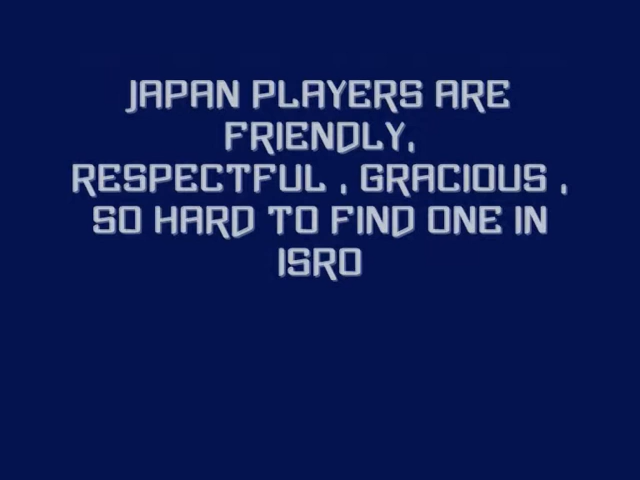 JAPAN PLAYERS ARE
FRIENDLY,
RESPECTFUL , GRACIOUS ,
SO HARD TO FIND ONE IN
ISRO